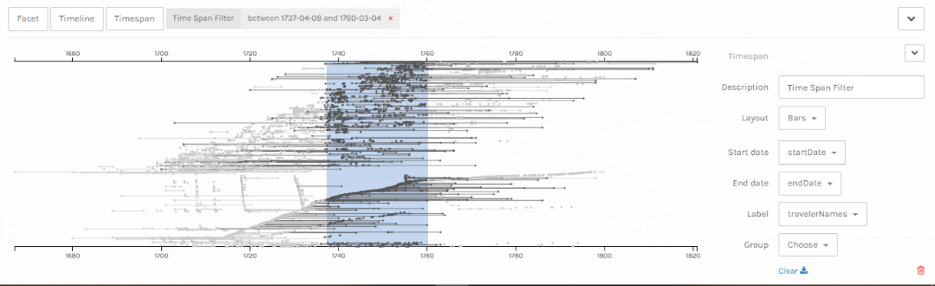 Facet Timeline Timespan Time Span Filter between 1737-04-08 and 1760-03-04 ×
1680 1700 1720 1740 1760 1780 1800 1820
Timespan
Description Time Span Filter
Layout Bars
Start date startDate
End date endDate
Label travelerNames
Group Choose
1680 1700 1720 1740 1760 1780 1800 1820
Clear